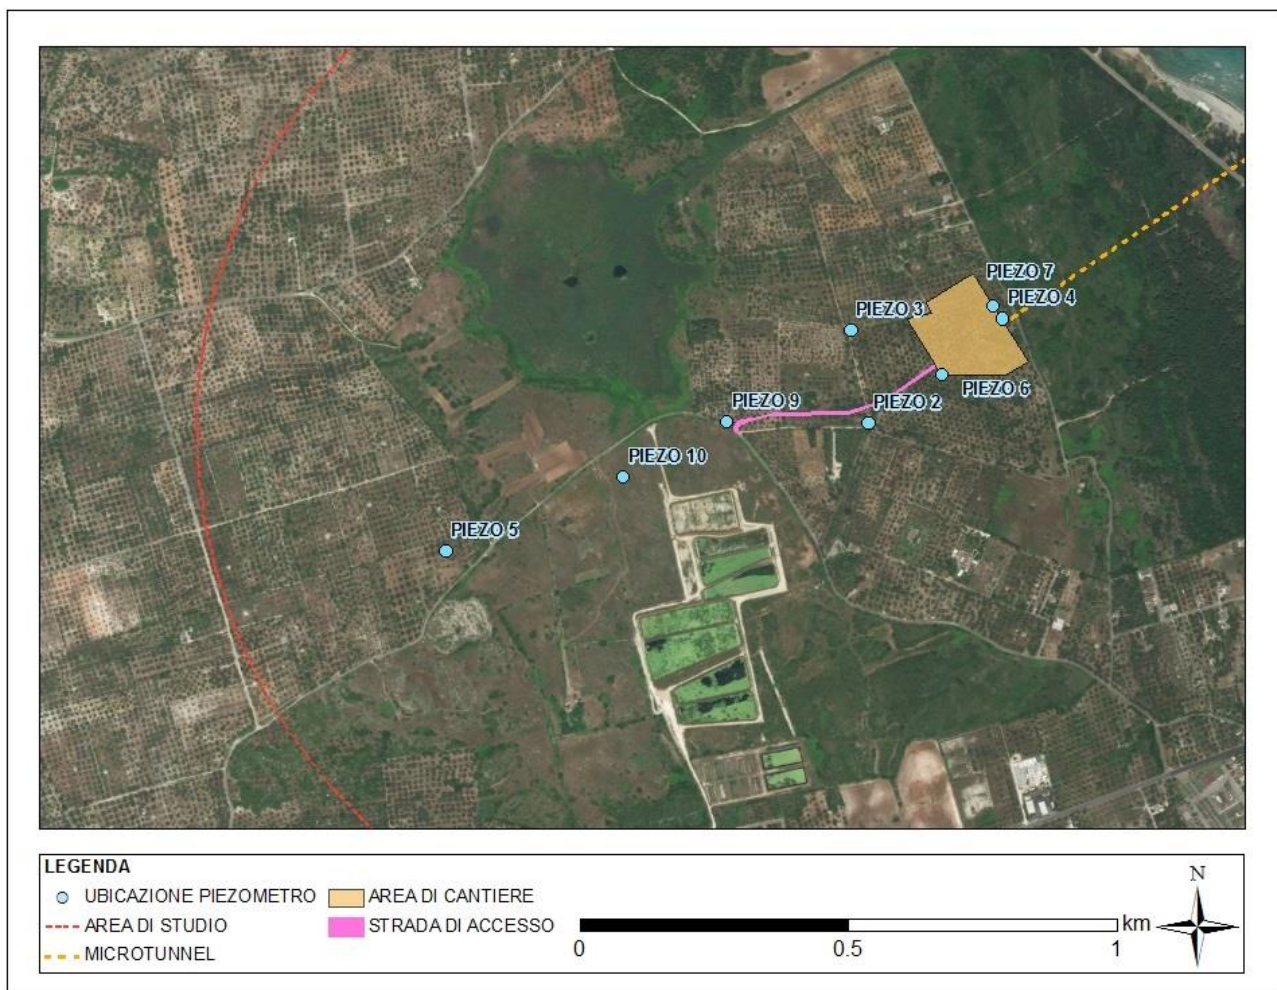 PIEZO 7
PIEZO 4
PIEZO 3
PIEZO 6
PIEZO 9
PIEZO 2
PIEZO 10
PIEZO 5
LEGENDA
UBICAZIONE PIEZOMETRO
AREA DI CANTIERE
AREA DI STUDIO
STRADA DI ACCESSO
MICROTUNNEL
km
0
0.5
1
N